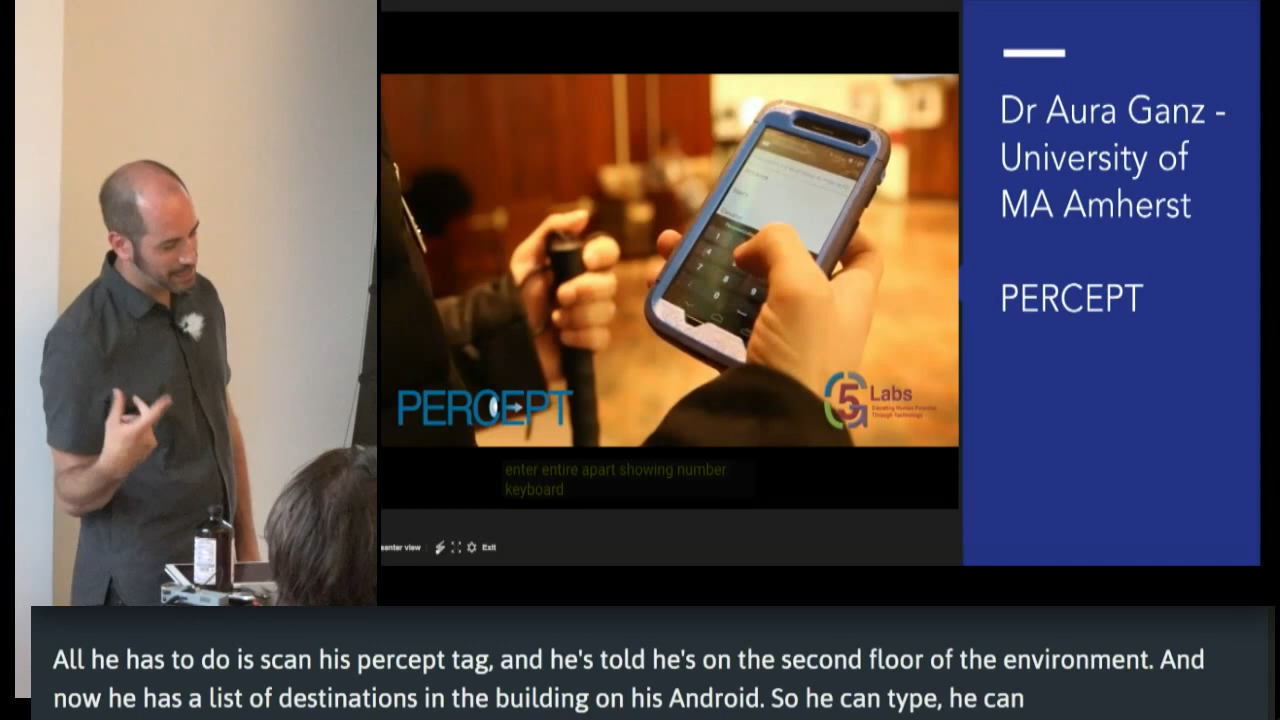 Dr Aura Ganz -
University of
MA Amherst
PERCEPT
PERCEPT
5G Labs
Elevating Human Potential
Through Technology
enter entire apart showing number
keyboard
enter view
Exit
All he has to do is scan his percept tag, and he's told he's on the second floor of the environment. And
now he has a list of destinations in the building on his Android. So he can type, he can